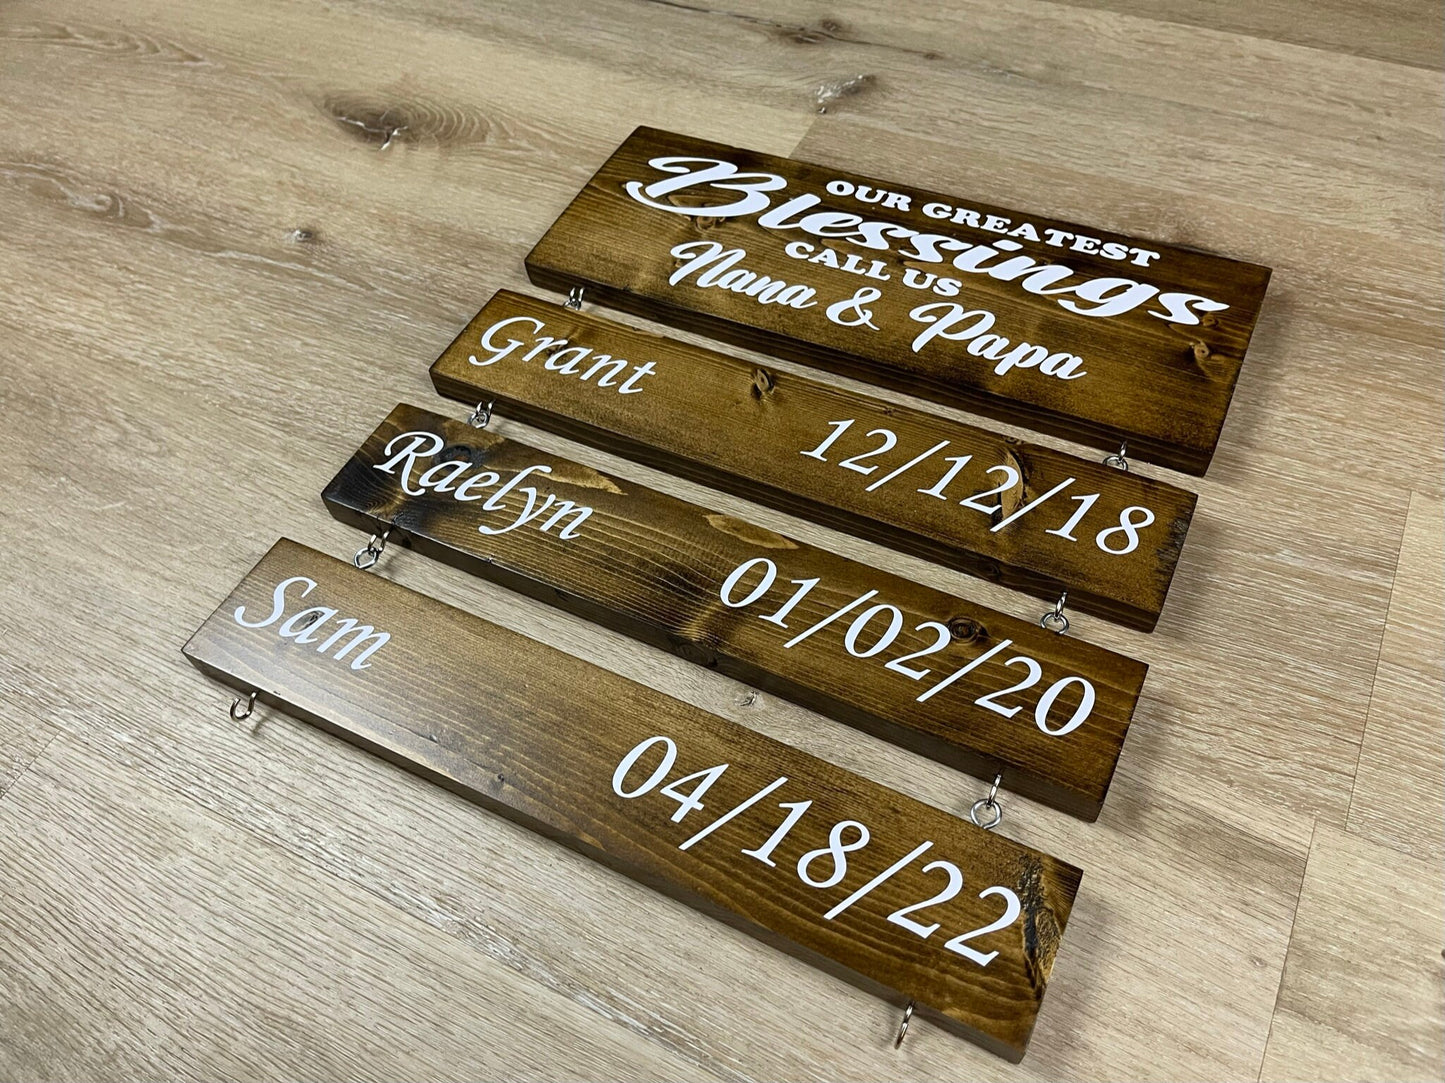 OUR GREATEST
Blessings
CALL US
Nana & Papa
Grant 12/12/18
Raelyn 01/02/20
Sam 04/18/22